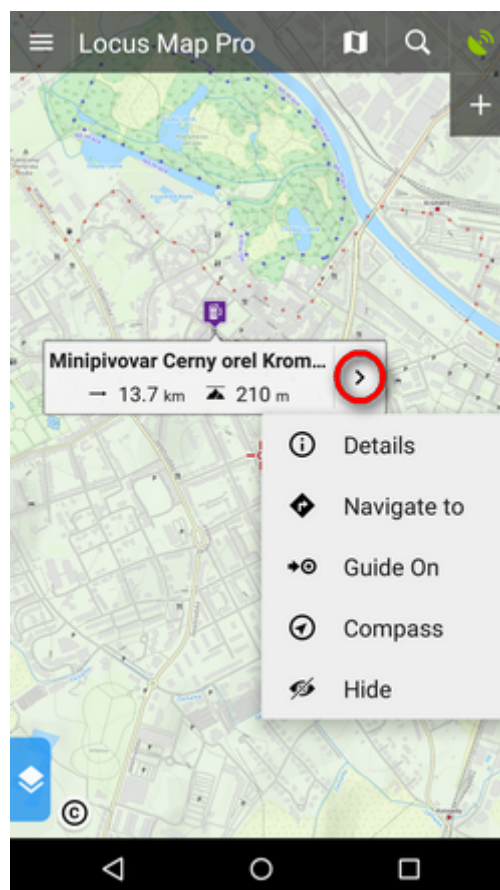 Locus Map Pro
Minipivovar Cerny orel Krom...
13.7 km 210 m
Details
Navigate to
Guide On
Compass
Hide